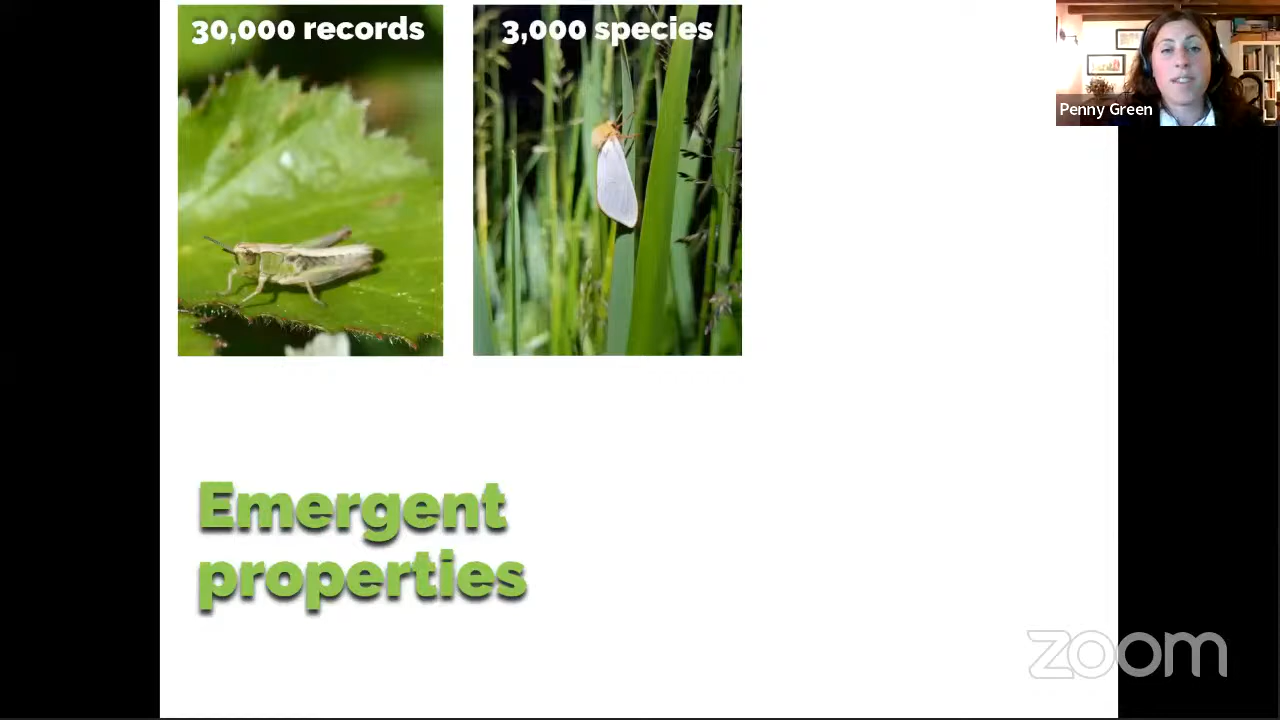 30,000 records
3,000 species
Penny Green
Emergent
properties
zoom